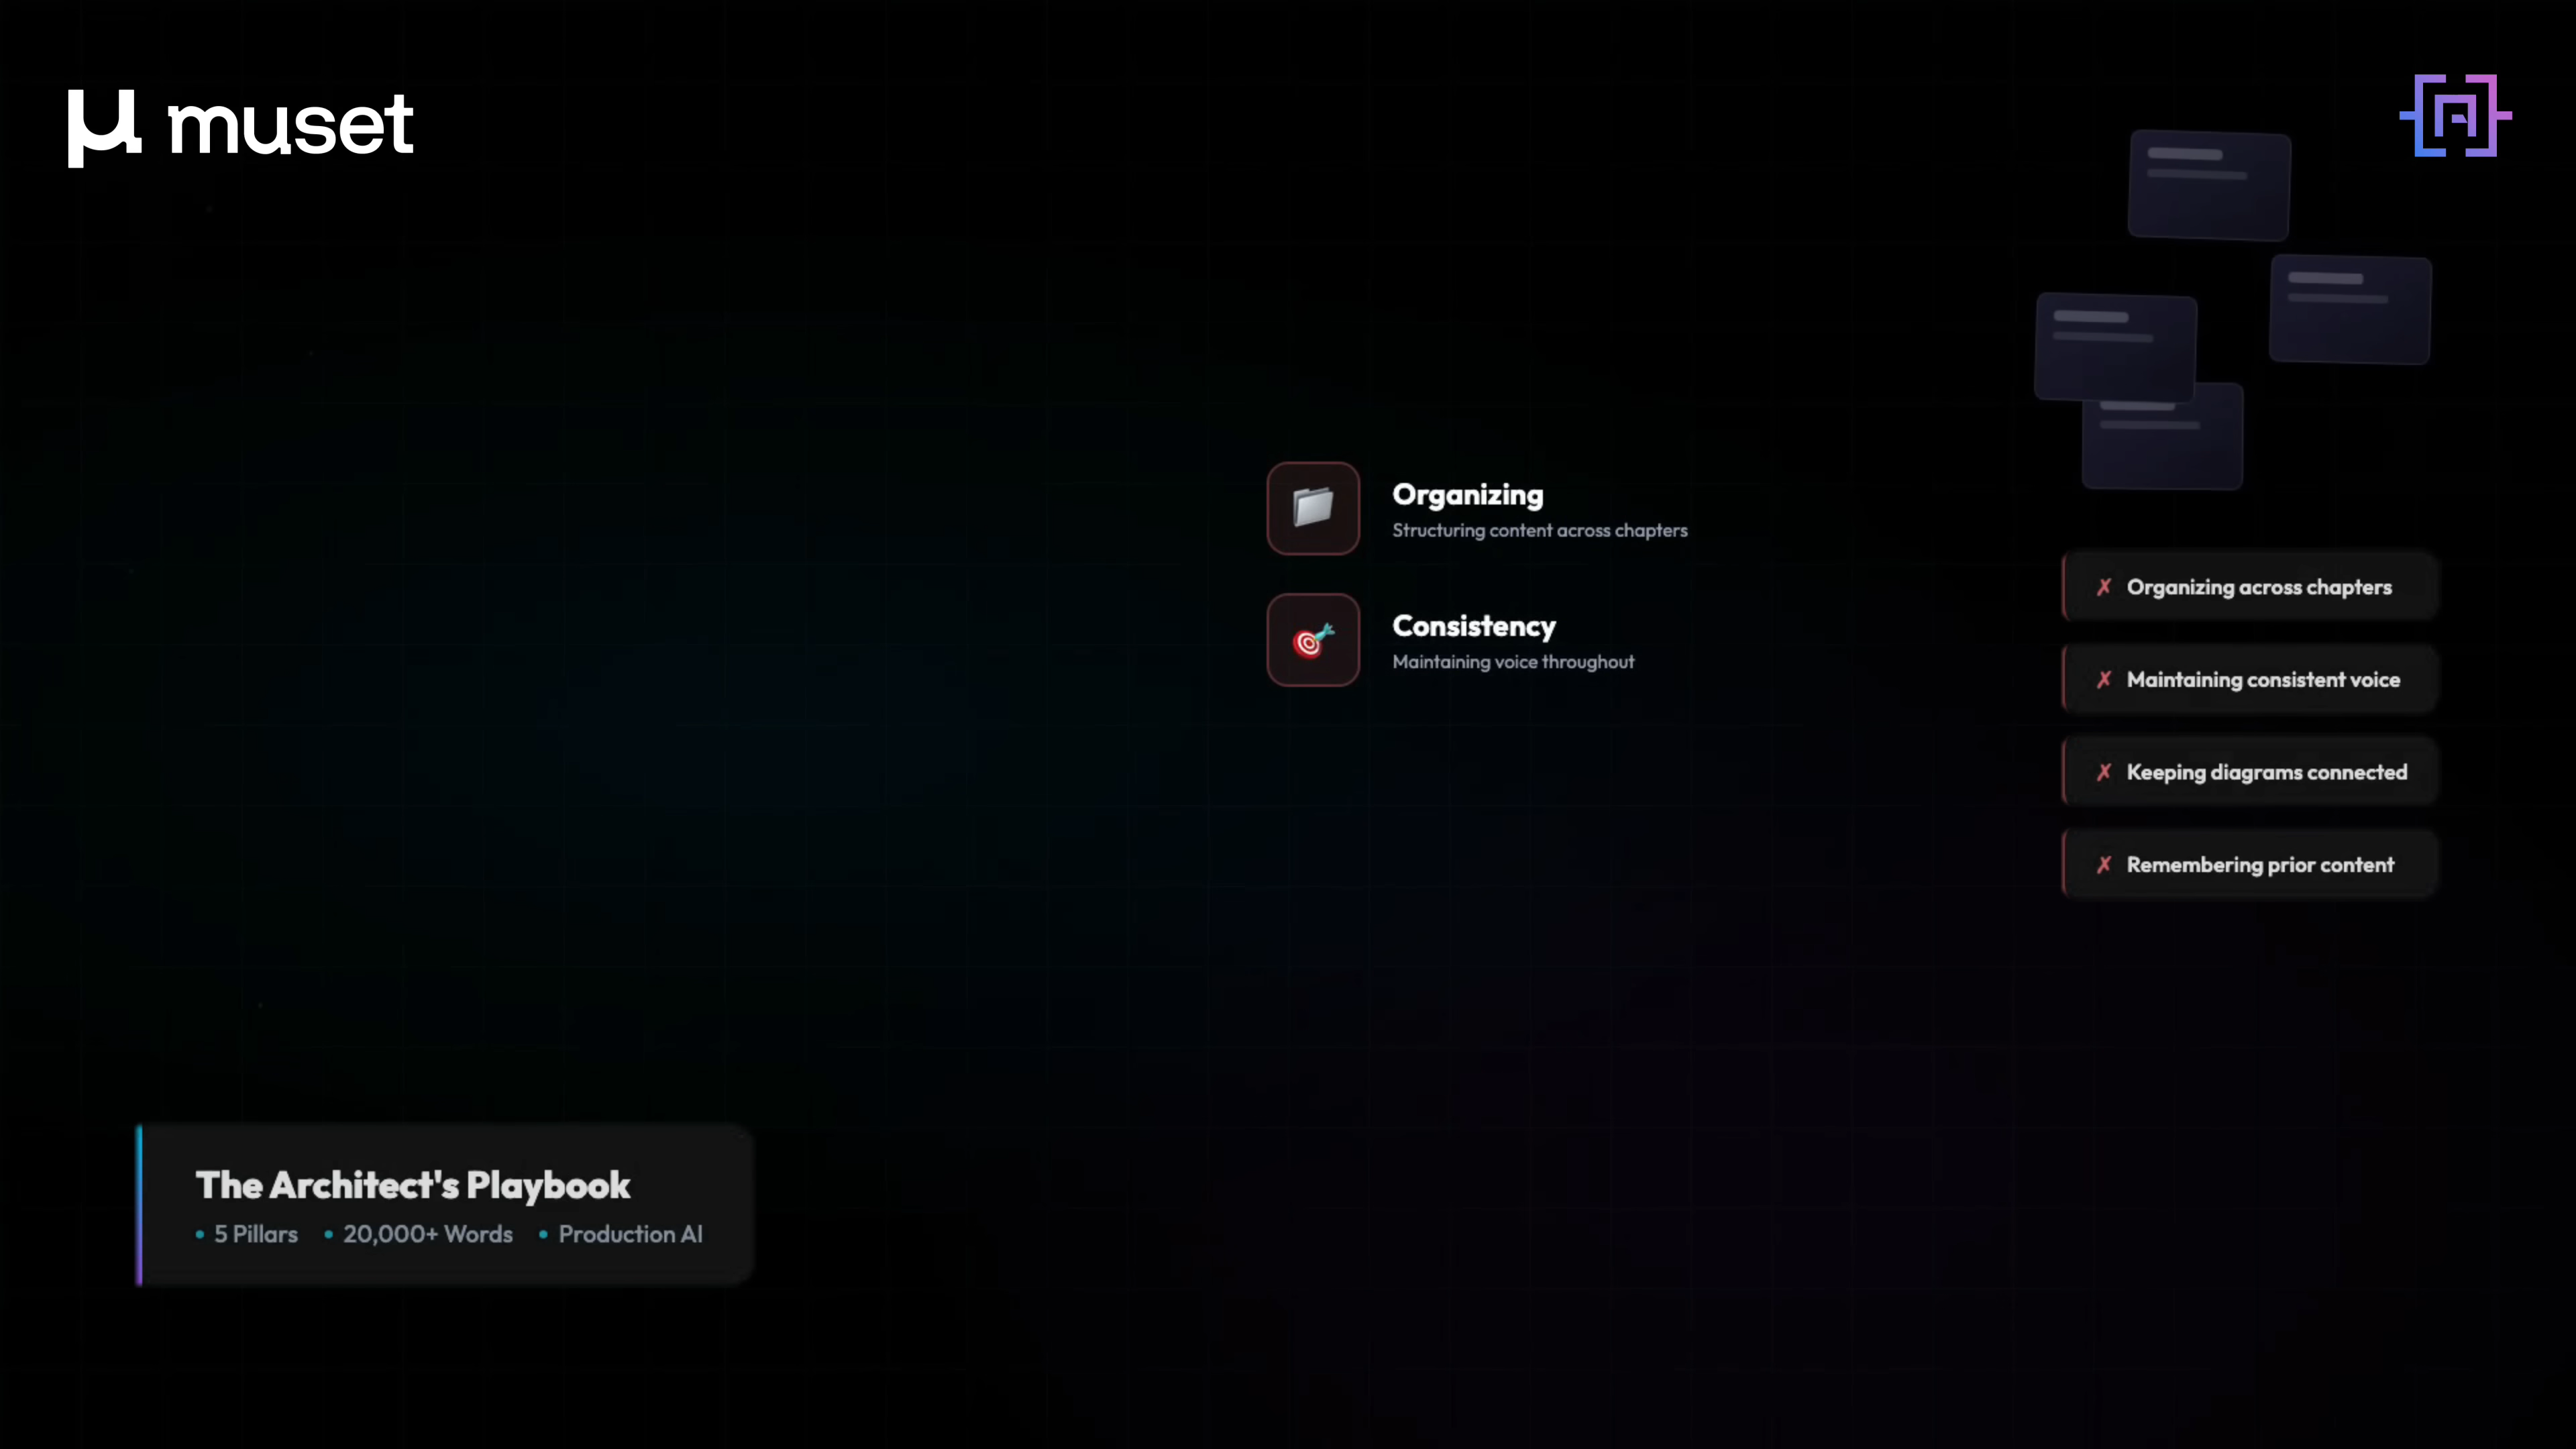 µ muset
Organizing
Structuring content across chapters
Consistency
Maintaining voice throughout
✗ Organizing across chapters
✗ Maintaining consistent voice
✗ Keeping diagrams connected
✗ Remembering prior content
The Architect's Playbook
• 5 Pillars • 20,000+ Words • Production AI